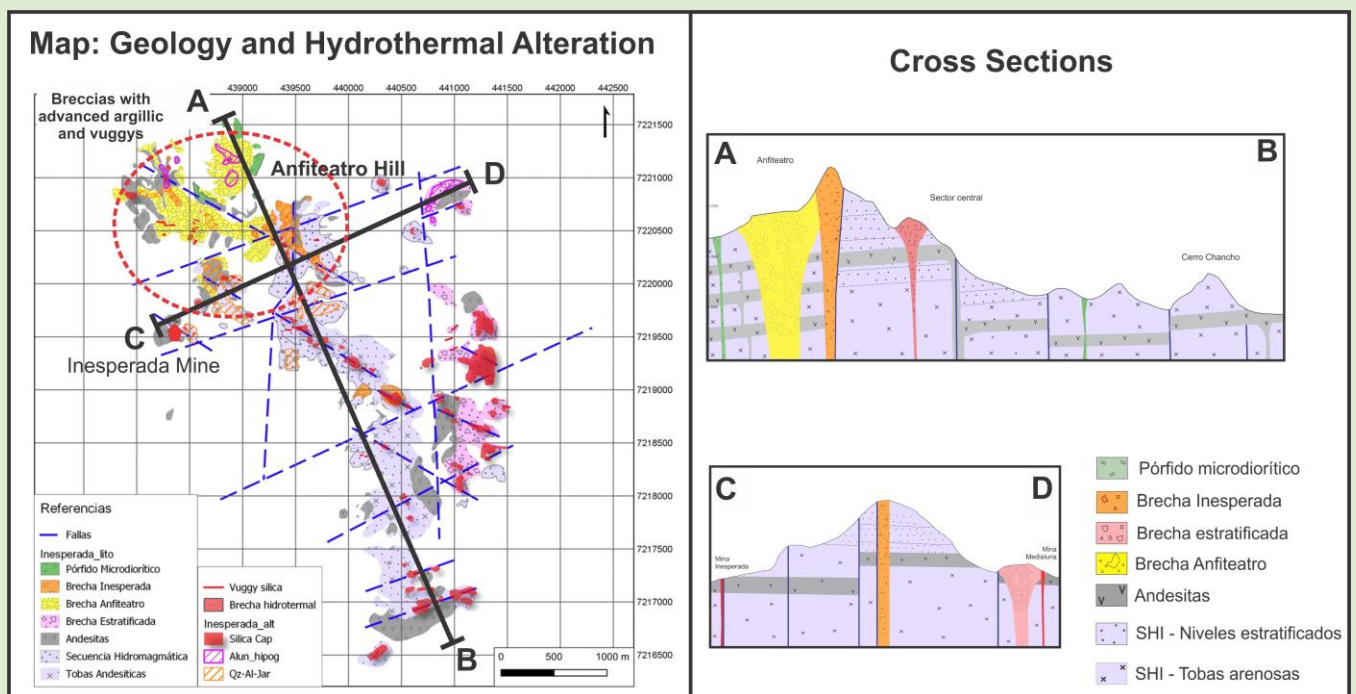 Map: Geology and Hydrothermal Alteration
439000 439500 440000 440500 441000 441500 442000 442500
Breccias with
advanced argillic
and vuggys
A
Anfiteatro Hill
D
C
Inesperada Mine
B
7221500
7221000
7220500
7220000
7219500
7219000
7218500
7218000
7217500
7217000
7216500
Referencias
Fallas
Inesperada_lito
Pórfido Microdiorítico
Brecha Inesperada
Brecha Anfiteatro
Brecha Estratificada
Andesitas
Secuencia Hidromagmática
Tobas Andesíticas
Vuggy silica
Brecha hidrotermal
Inesperada_alt
Silica Cap
Alun_hipog
Qz-Al-Jar
0 500 1000 m
Cross Sections
A
B
Anfiteatro
Sector central
Cerro Chancho
C
D
Mina
Inesperada
Mina
Medialuna
Pórfido microdiorítico
Brecha Inesperada
Brecha estratificada
Brecha Anfiteatro
Andesitas
SHI - Niveles estratificados
SHI - Tobas arenosas